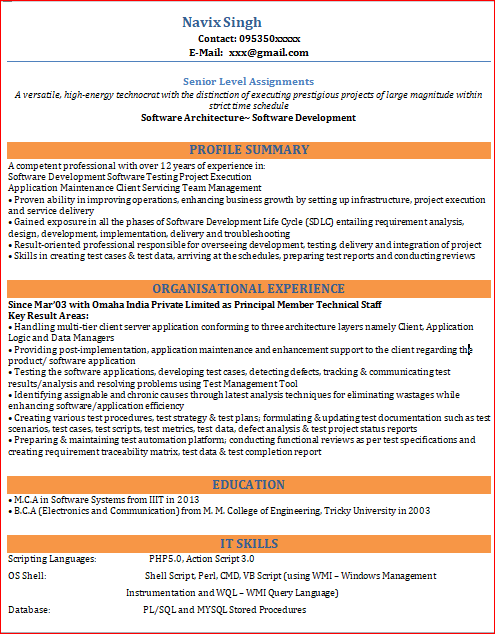 Navix Singh
Contact: 095350xxxxx
E-Mail: xxx@gmail.com
Senior Level Assignments
A versatile, high-energy technocrat with the distinction of executing prestigious projects of large magnitude within
strict time schedule
Software Architecture~ Software Development
PROFILE SUMMARY
A competent professional with over 12 years of experience in:
Software Development Software Testing Project Execution
Application Maintenance Client Servicing Team Management
• Proven ability in improving operations, enhancing business growth by setting up infrastructure, project execution
and service delivery
• Gained exposure in all the phases of Software Development Life Cycle (SDLC) entailing requirement analysis,
design, development, implementation, delivery and troubleshooting
• Result-oriented professional responsible for overseeing development, testing, delivery and integration of project
• Skills in creating test cases & test data, arriving at the schedules, preparing test reports and conducting reviews
ORGANISATIONAL EXPERIENCE
Since Mar'03 with Omaha India Private Limited as Principal Member Technical Staff
Key Result Areas:
• Handling multi-tier client server application conforming to three architecture layers namely Client, Application
Logic and Data Managers
• Providing post-implementation, application maintenance and enhancement support to the client regarding the
product/ software application
• Testing the software applications, developing test cases, detecting defects, tracking & communicating test
results/analysis and resolving problems using Test Management Tool
• Identifying assignable and chronic causes through latest analysis techniques for eliminating wastages while
enhancing software/application efficiency
• Creating various test procedures, test strategy & test plans; formulating & updating test documentation such as test
scenarios, test cases, test scripts, test metrics, test data, defect analysis & test project status reports
• Preparing & maintaining test automation platform; conducting functional reviews as per test specifications and
creating requirement traceability matrix, test data & test completion report
EDUCATION
• M.C.A in Software Systems from IIIT in 2013
• B.C.A (Electronics and Communication) from M. M. College of Engineering, Tricky University in 2003
IT SKILLS
Scripting Languages: PHP5.0, Action Script 3.0
OS Shell: Shell Script, Perl, CMD, VB Script (using WMI – Windows Management
Instrumentation and WQL – WMI Query Language)
Database: PL/SQL and MYSQL Stored Procedures